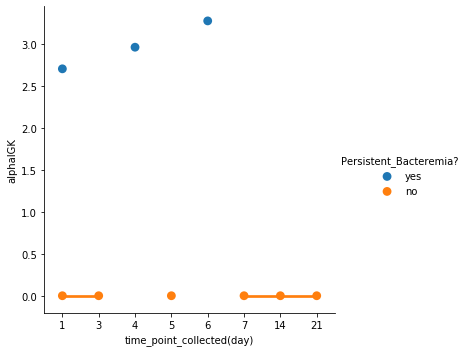 3.0
2.5
2.0
1.5
1.0
0.5
0.0
alphaIGK
1 3 4 5 6 7 14 21
time_point_collected(day)
Persistent_Bacteremia?
yes
no